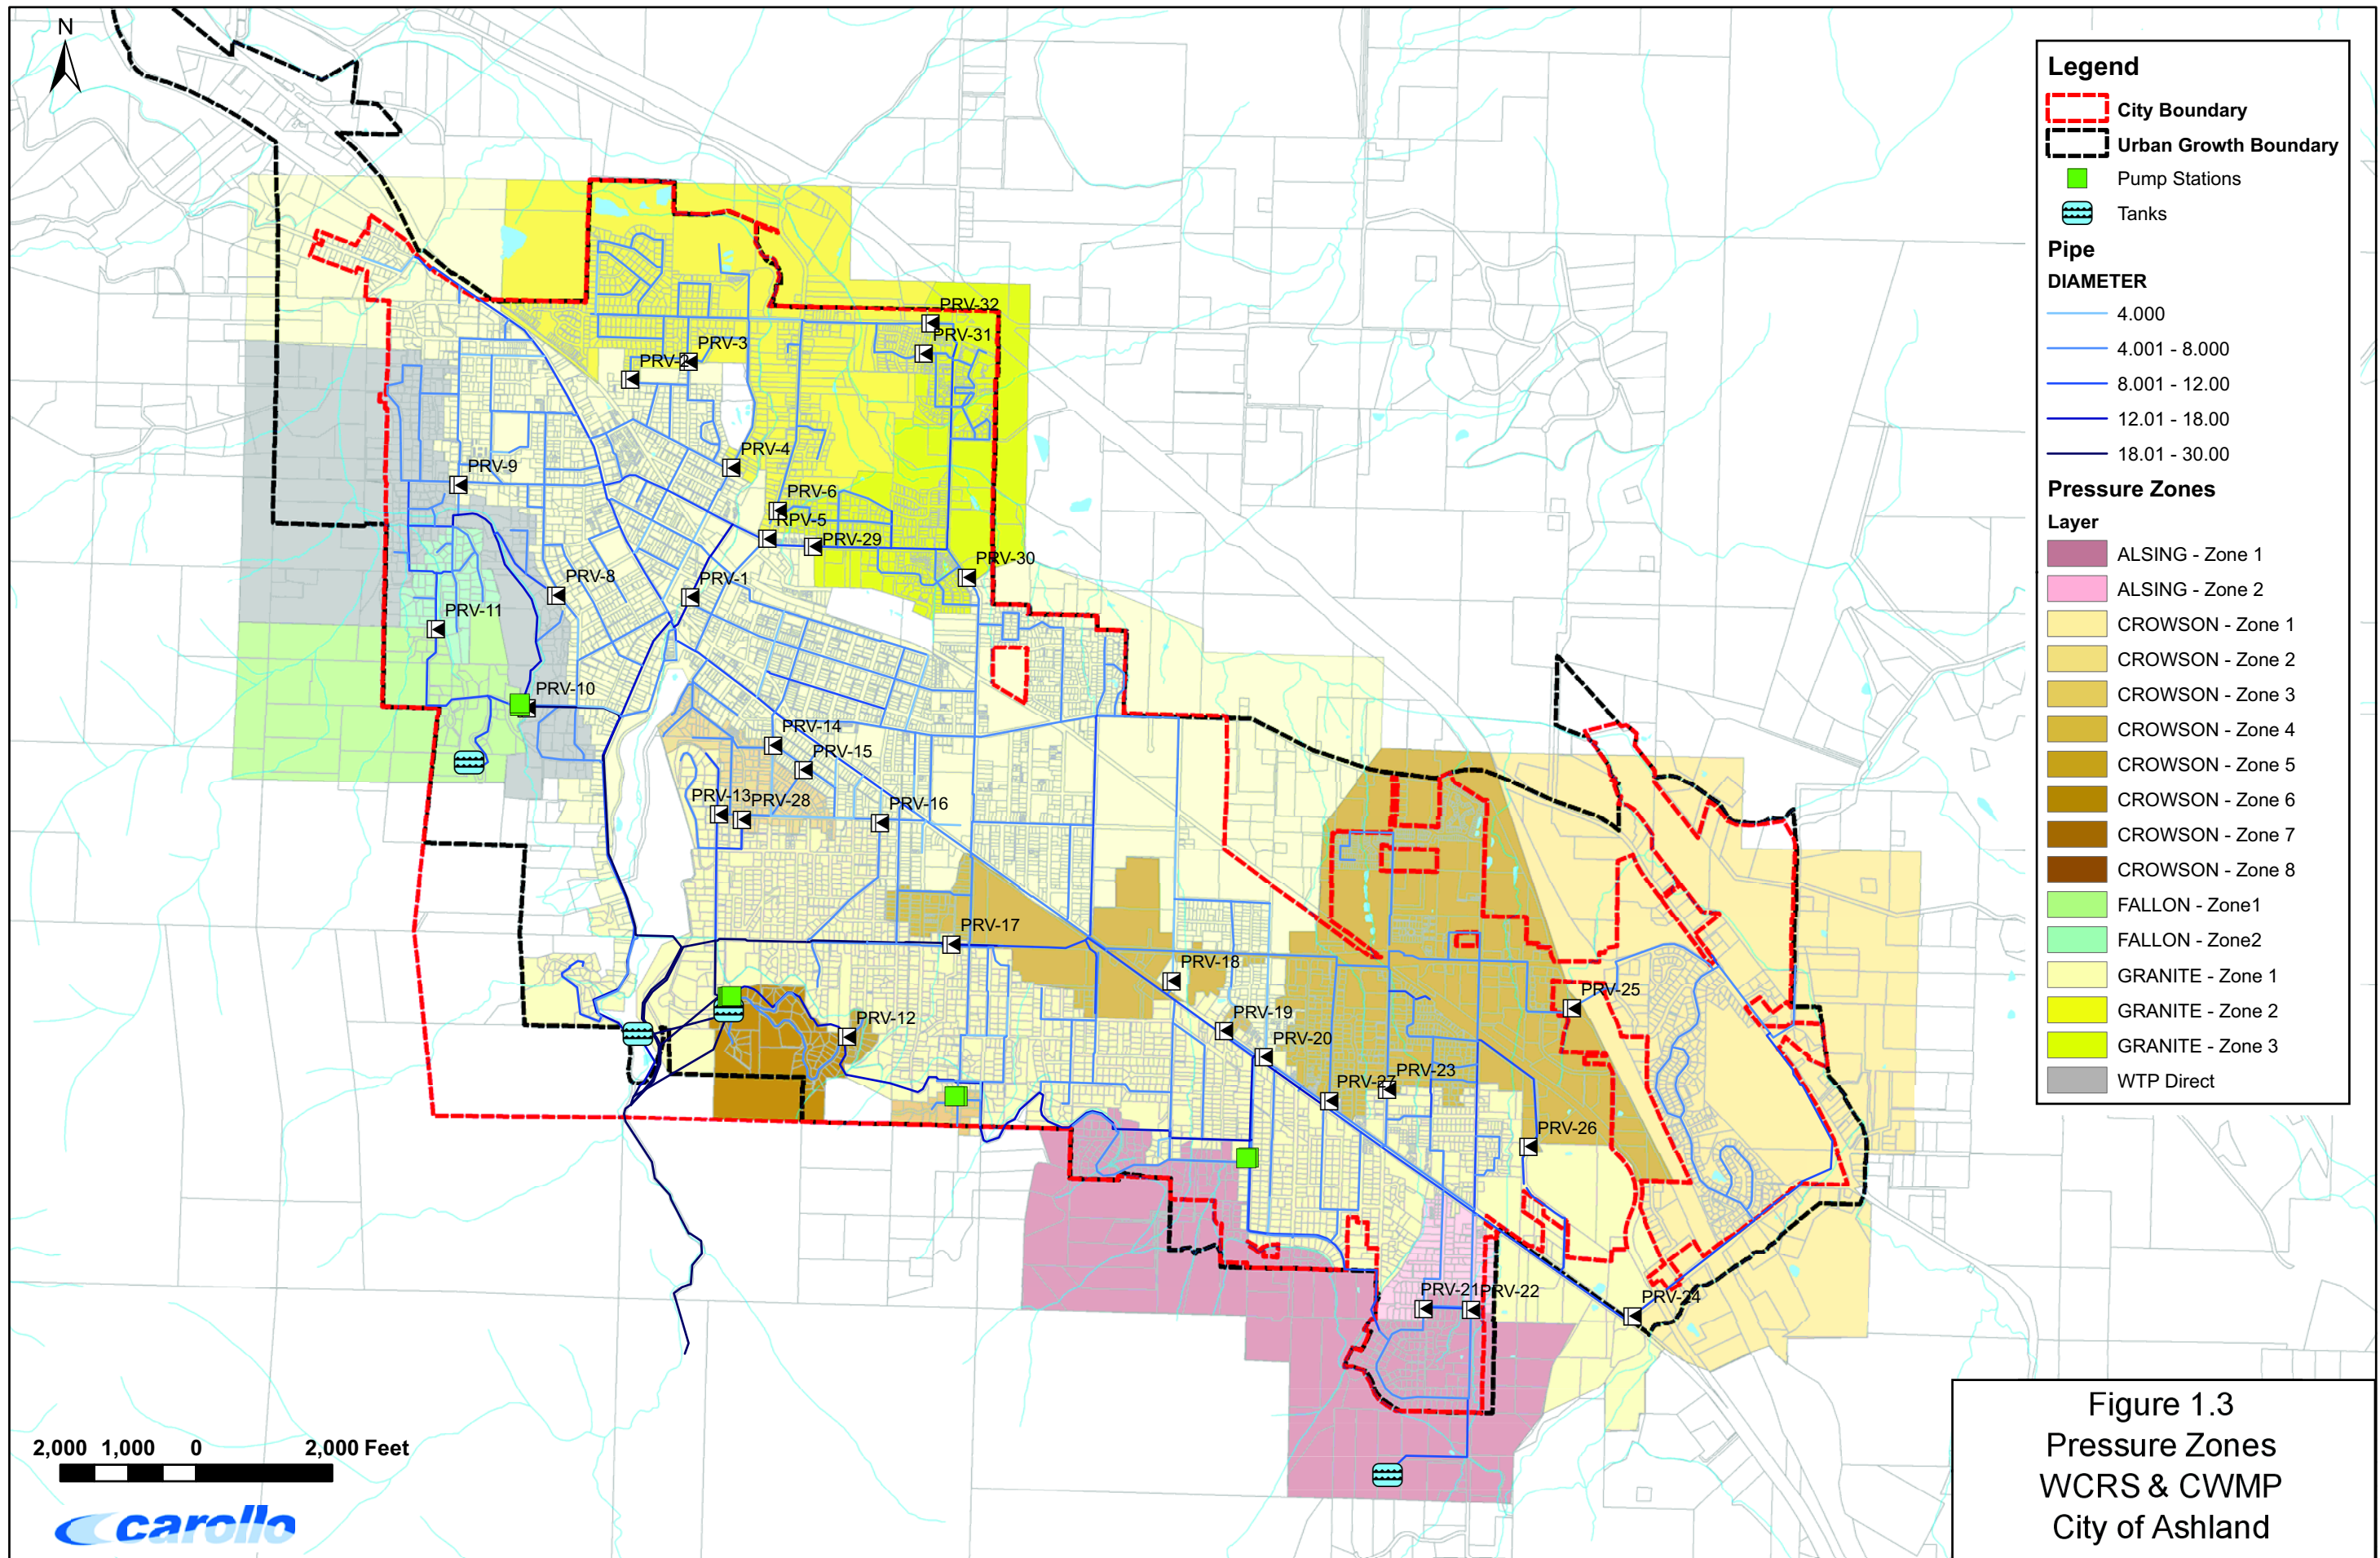 N
Legend
City Boundary
Urban Growth Boundary
Pump Stations
Tanks
Pipe
DIAMETER
4.000
4.001 - 8.000
8.001 - 12.00
12.01 - 18.00
18.01 - 30.00
Pressure Zones
Layer
ALSING - Zone 1
ALSING - Zone 2
CROWSON - Zone 1
CROWSON - Zone 2
CROWSON - Zone 3
CROWSON - Zone 4
CROWSON - Zone 5
CROWSON - Zone 6
CROWSON - Zone 7
CROWSON - Zone 8
FALLON - Zone1
FALLON - Zone2
GRANITE - Zone 1
GRANITE - Zone 2
GRANITE - Zone 3
WTP Direct
PRV-32
PRV-31
PRV-3
PRV-2
PRV-4
PRV-9
PRV-6
RPV-5
PRV-29
PRV-30
PRV-8
PRV-1
PRV-11
PRV-10
PRV-14
PRV-15
PRV-13
PRV-28
PRV-16
PRV-17
PRV-18
PRV-25
PRV-12
PRV-19
PRV-20
PRV-27
PRV-23
PRV-26
PRV-21
PRV-22
PRV-24
2,000 1,000 0 2,000 Feet
carollo
Figure 1.3
Pressure Zones
WCRS & CWMP
City of Ashland